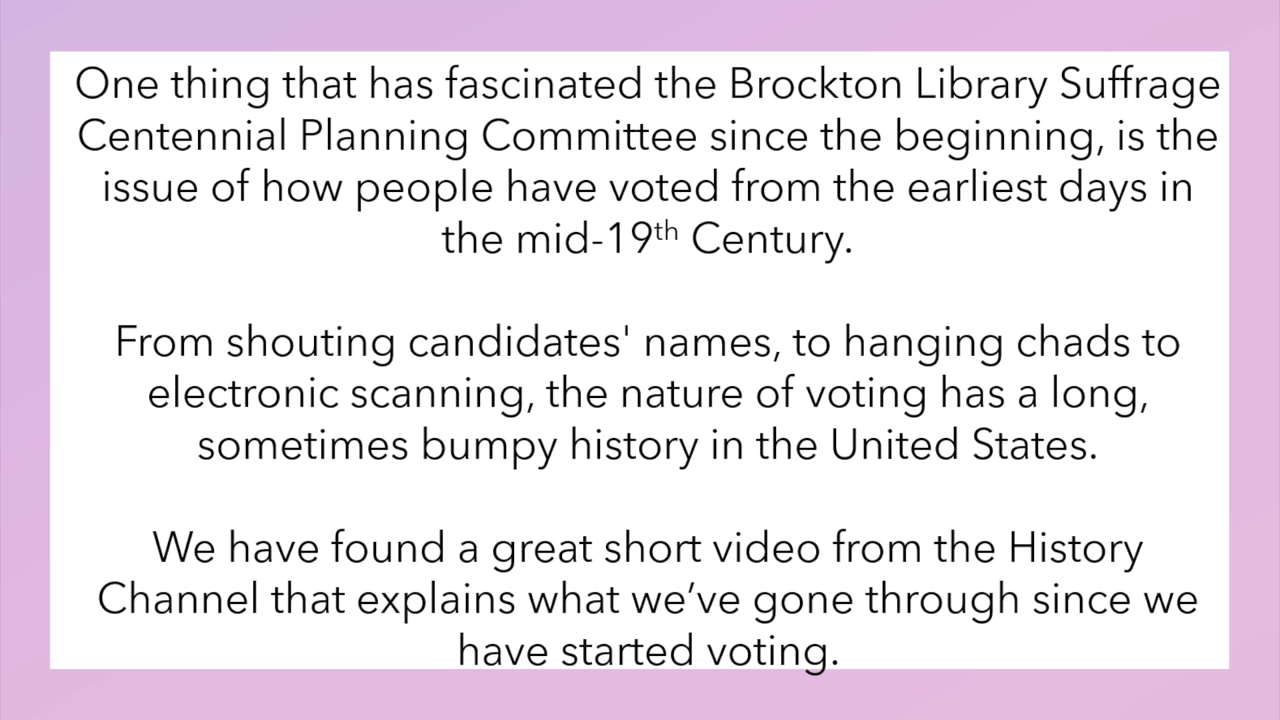 One thing that has fascinated the Brockton Library Suffrage
Centennial Planning Committee since the beginning, is the
issue of how people have voted from the earliest days in
the mid-19th Century.
From shouting candidates' names, to hanging chads to
electronic scanning, the nature of voting has a long,
sometimes bumpy history in the United States.
We have found a great short video from the History
Channel that explains what we’ve gone through since we
have started voting.